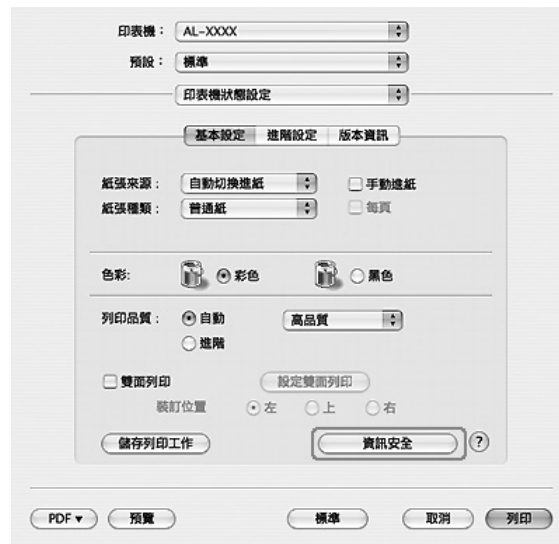 印表機： AL-XXXX
預設： 標準
印表機狀態設定
基本設定 進階設定 版本資訊
紙張來源： 自動切換進紙 手動進紙
紙張種類： 普通紙 每頁
色彩： 彩色 黑色
列印品質： 自動 高品質
進階
雙面列印 設定雙面列印
裝訂位置 左 上 右
儲存列印工作 資訊安全 ?
PDF▼ 預覽 標準 取消 列印